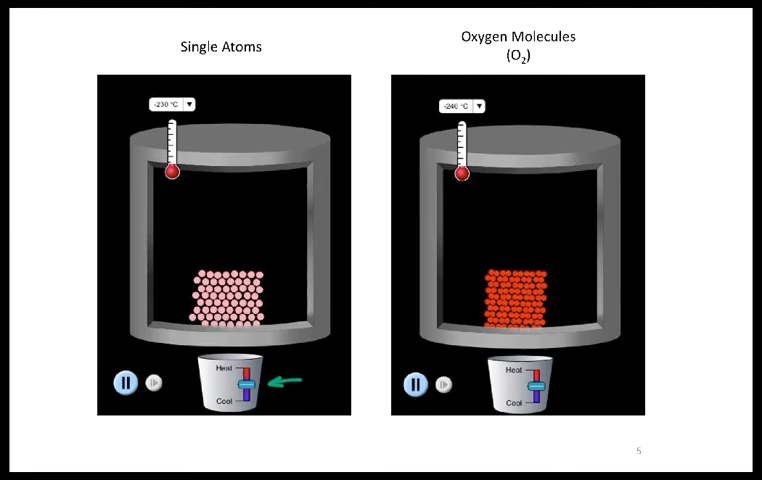 Single Atoms
Oxygen Molecules
(O₂)
-230 °C
-246 °C
Heat
Cool
Heat
Cool
5